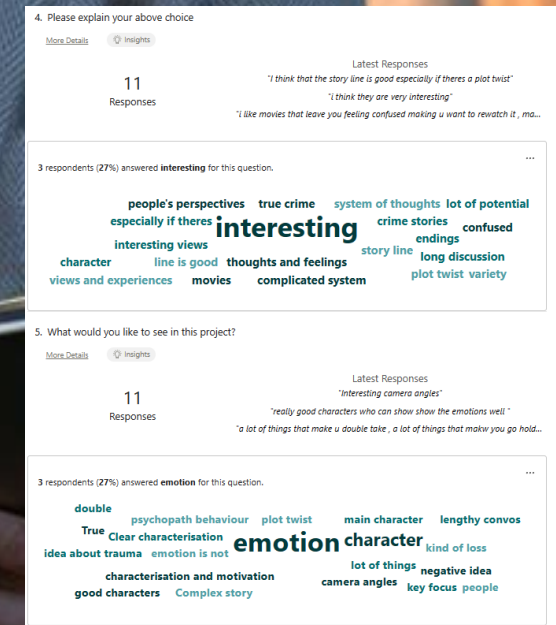 4. Please explain your above choice
More Details
Insights
11
Responses
Latest Responses
"I think that the story line is good especially if theres a plot twist"
"i think they are very interesting"
"i like movies that leave you feeling confused making u want to rewatch it , ma...
...
3 respondents (27%) answered interesting for this question.
people's perspectives true crime system of thoughts lot of potential
especially if theres interesting crime stories confused
interesting views story line endings
character line is good thoughts and feelings long discussion
views and experiences movies complicated system plot twist variety
5. What would you like to see in this project?
More Details
Insights
11
Responses
Latest Responses
"Interesting camera angles"
"really good characters who can show show the emotions well "
"a lot of things that make u double take , a lot of things that makw you go hold...
...
3 respondents (27%) answered emotion for this question.
double
psychopath behaviour plot twist main character lengthy convos
True Clear characterisation emotion character kind of loss
idea about trauma emotion is not lot of things negative idea
characterisation and motivation camera angles key focus people
good characters Complex story